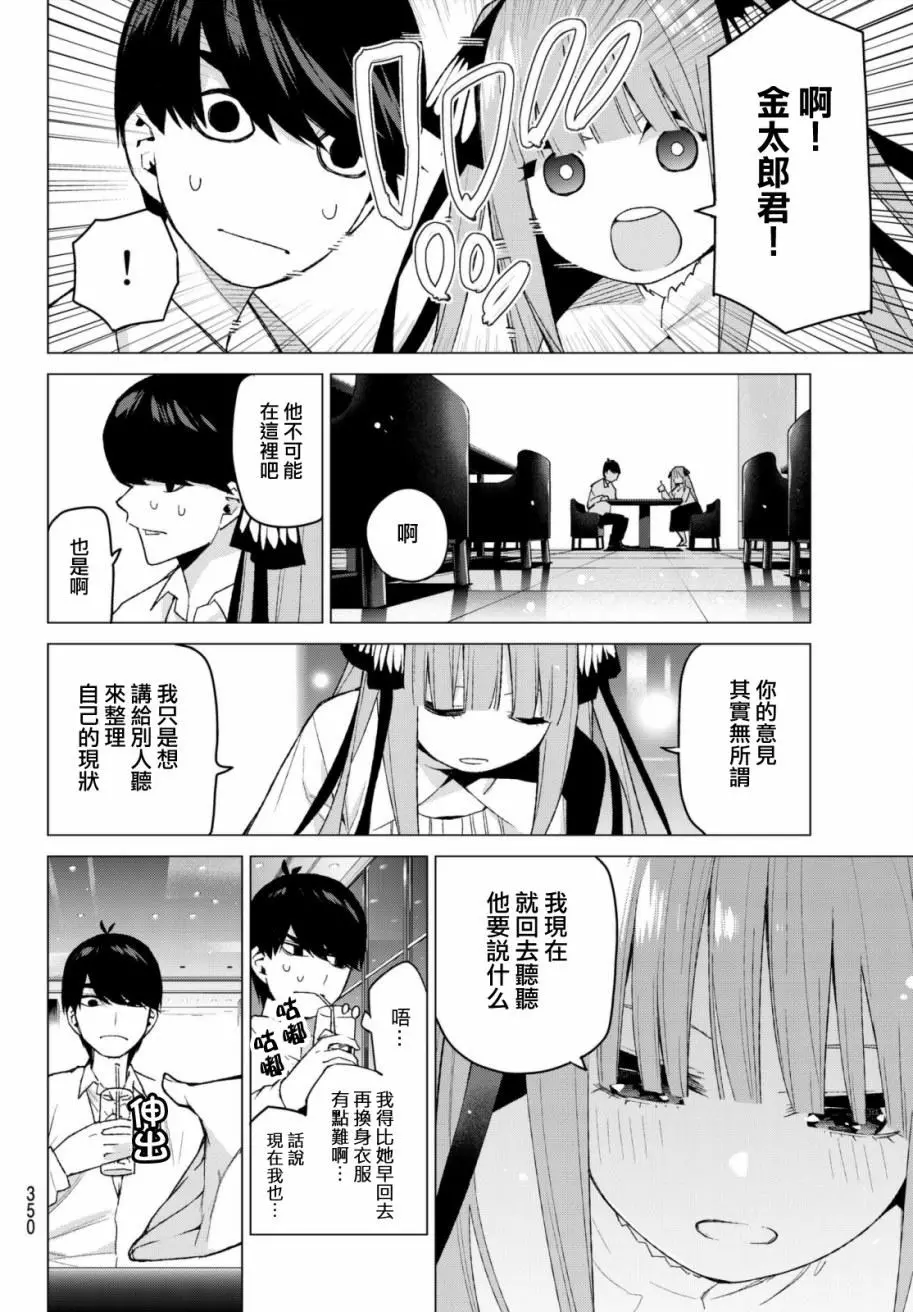 啊！
金太郎君！
！
啊
他不可能
在這裡吧
也是啊
你的意見
其實無所謂
我只是想
講給別人聽
來整理
自己的現狀
我現在
就回去聽聽
他要説什么
唔…
咕嘟
咕嘟
我得比她早回去
再換身衣服
有點難啊…
話說
現在我也…
伸出
350